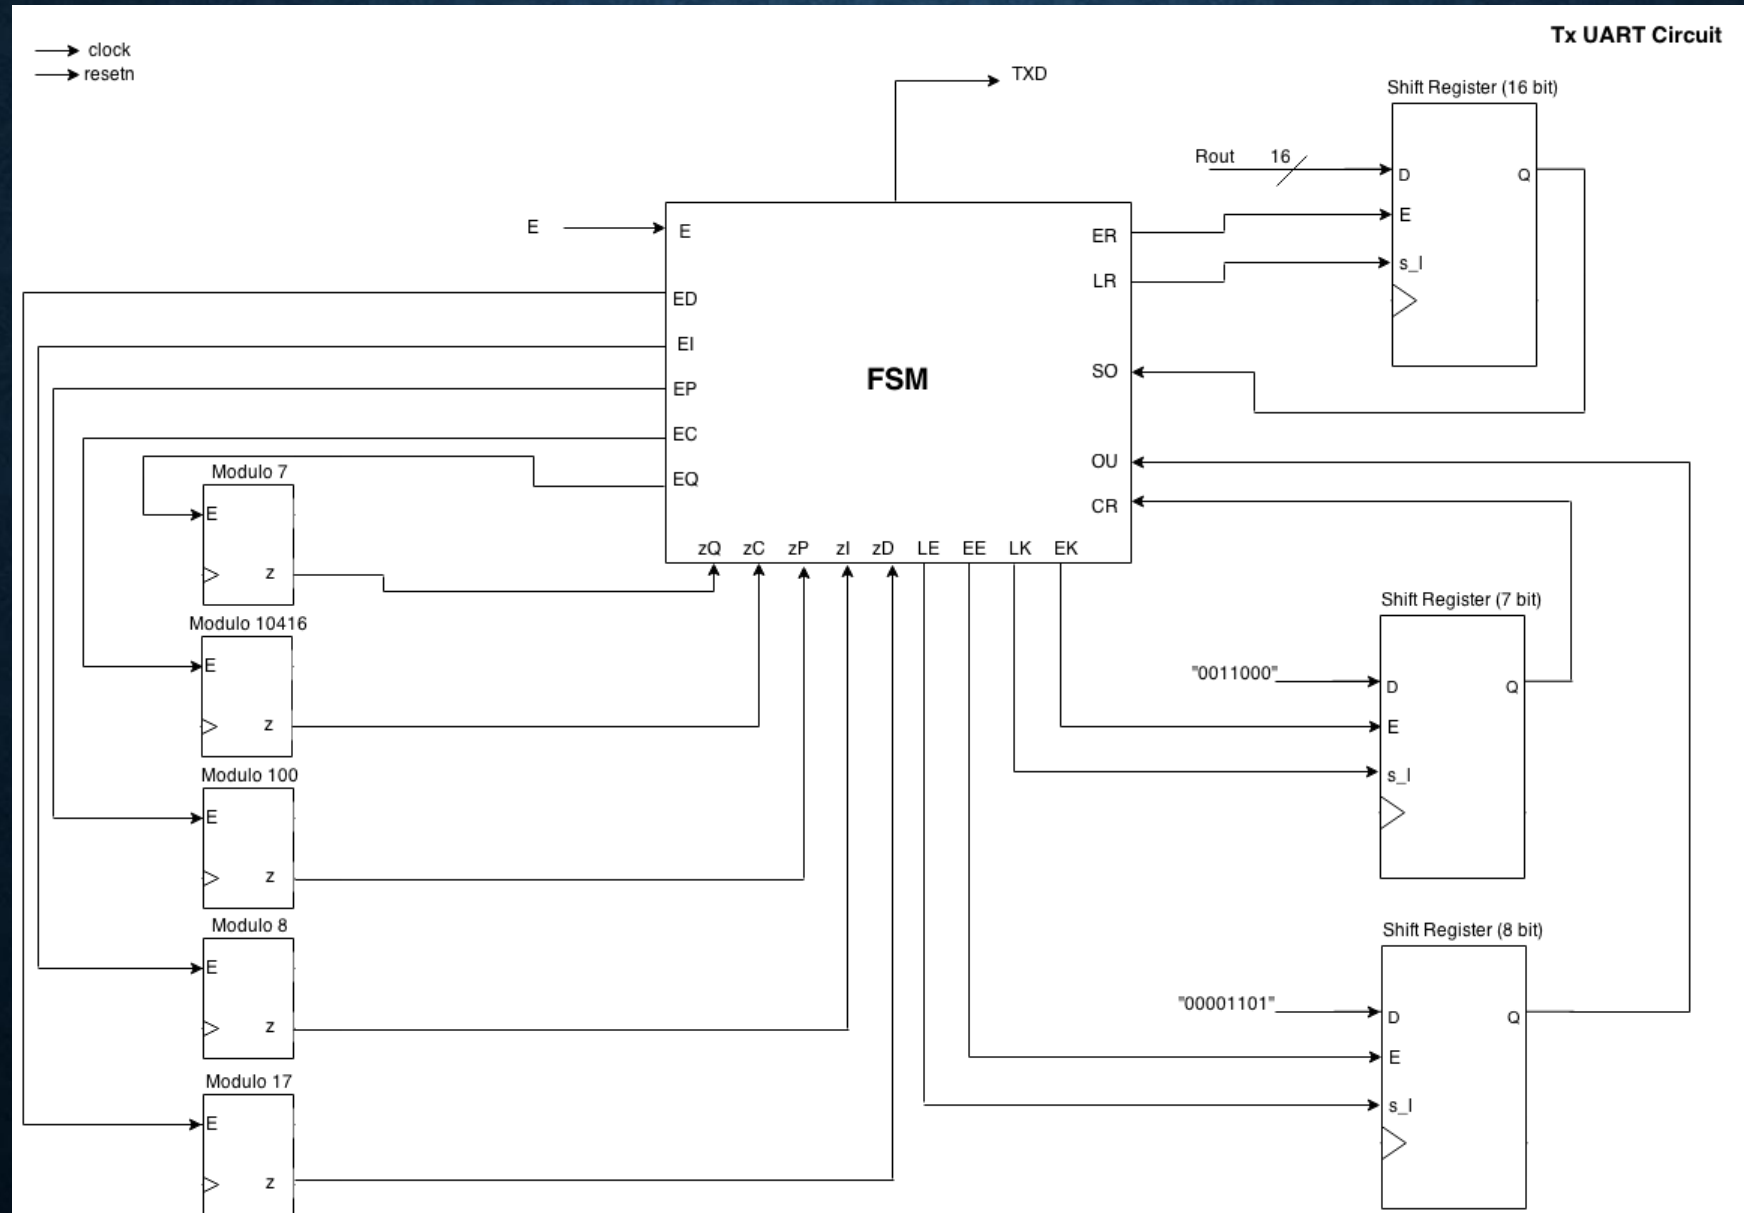 Tx UART Circuit
clock
resetn
TXD
Shift Register (16 bit)
Rout 16
D Q
E
s_l
E E
ER
LR
ED
EI
EP
EC
EQ
FSM
SO
OU
CR
zQ zC zP zI zD LE EE LK EK
Modulo 7
E
z
Modulo 10416
E
z
Modulo 100
E
z
Modulo 8
E
z
Modulo 17
E
z
Shift Register (7 bit)
"0011000"
D Q
E
s_l
Shift Register (8 bit)
"00001101"
D Q
E
s_l